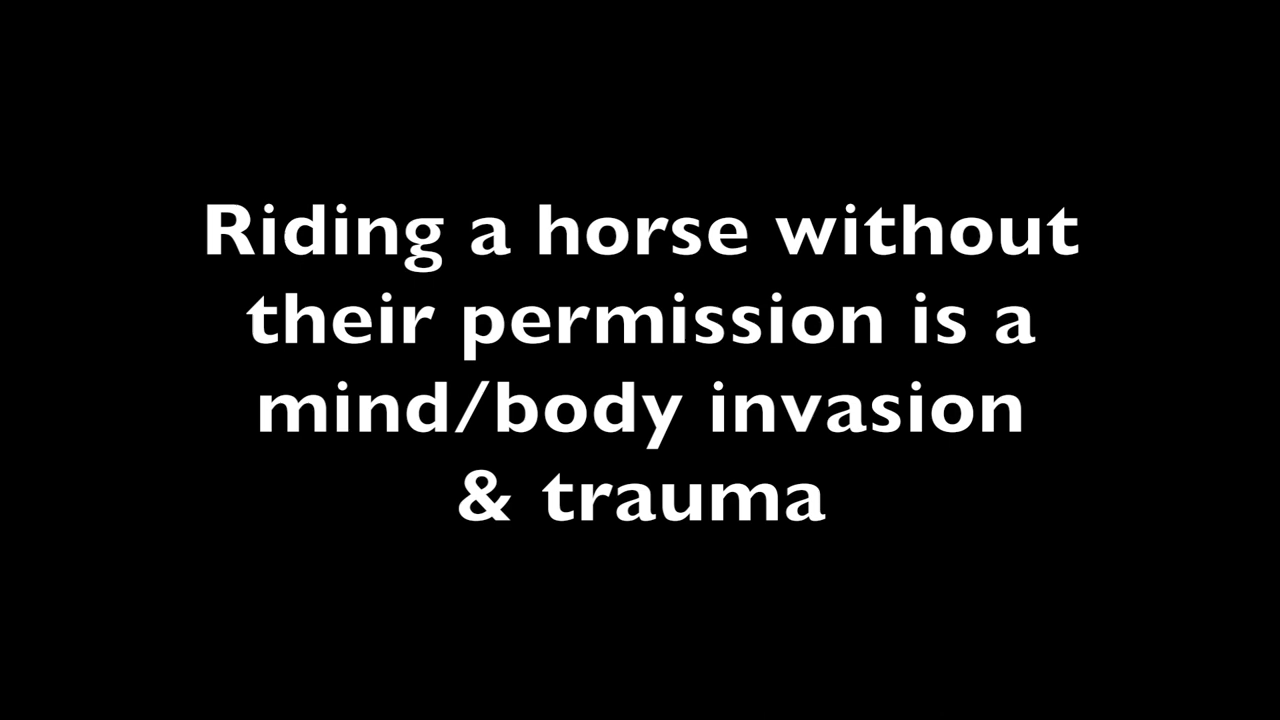 Riding a horse without
their permission is a
mind/body invasion
& trauma